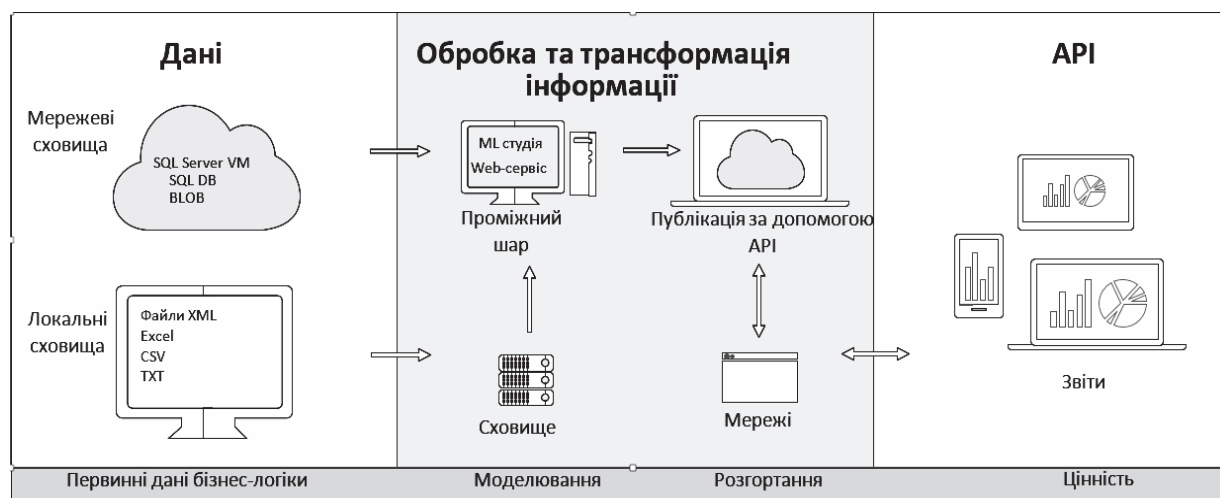 Дані
Обробка та трансформація
інформації
API
Мережеві
сховища
SQL Server VM
SQL DB
BLOB
ML студія
Web-сервіс
Проміжний
шар
Публікація за допомогою
API
Локальні
сховища
Файли XML
Excel
CSV
TXT
Сховище
Мережі
Звіти
Первинні дані бізнес-логіки
Моделювання
Розгортання
Цінність